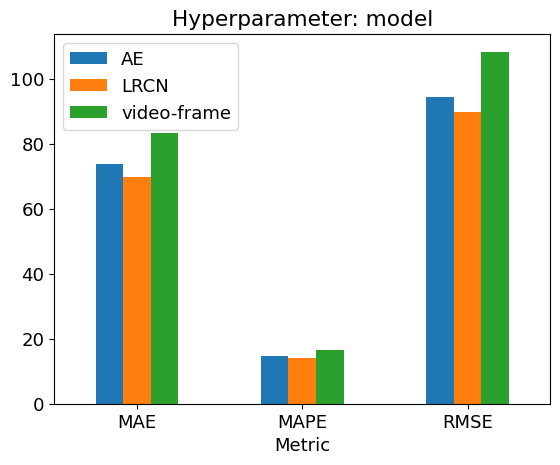 Hyperparameter: model
AE
LRCN
video-frame
100
80
60
40
20
0
MAE
MAPE
RMSE
Metric